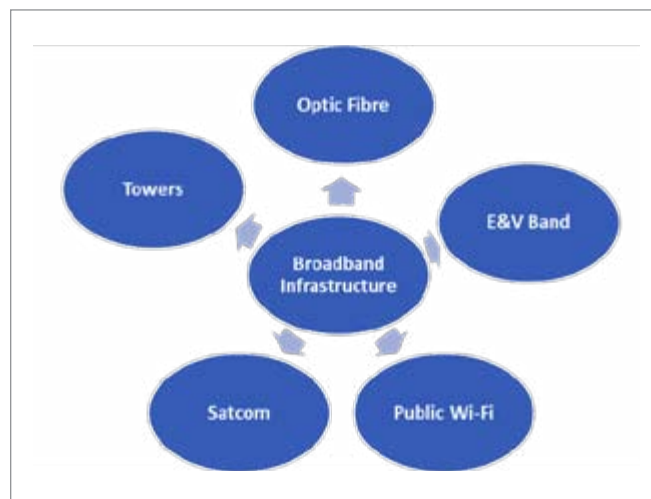 Optic Fibre
Towers
E&V Band
Broadband
Infrastructure
Satcom
Public Wi-Fi